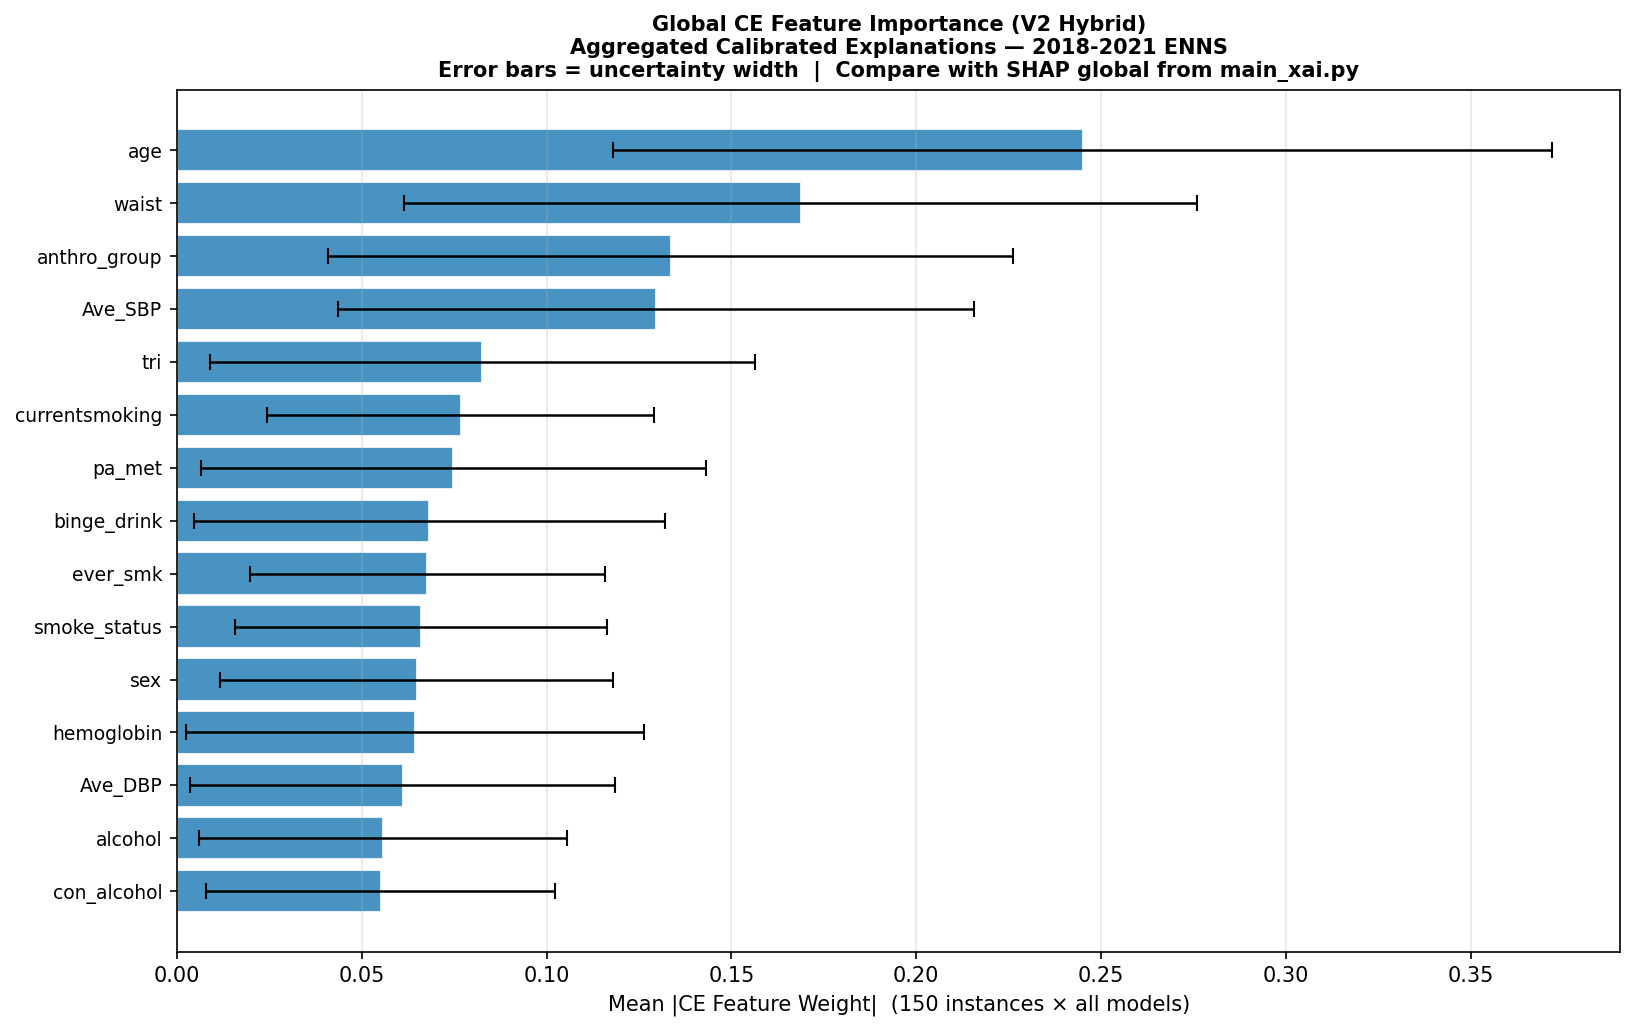 Global CE Feature Importance (V2 Hybrid)
Aggregated Calibrated Explanations — 2018-2021 ENNS
Error bars = uncertainty width | Compare with SHAP global from main_xai.py
age
waist
anthro_group
Ave_SBP
tri
currentsmoking
pa_met
binge_drink
ever_smk
smoke_status
sex
hemoglobin
Ave_DBP
alcohol
con_alcohol
0.00 0.05 0.10 0.15 0.20 0.25 0.30 0.35
Mean |CE Feature Weight| (150 instances × all models)